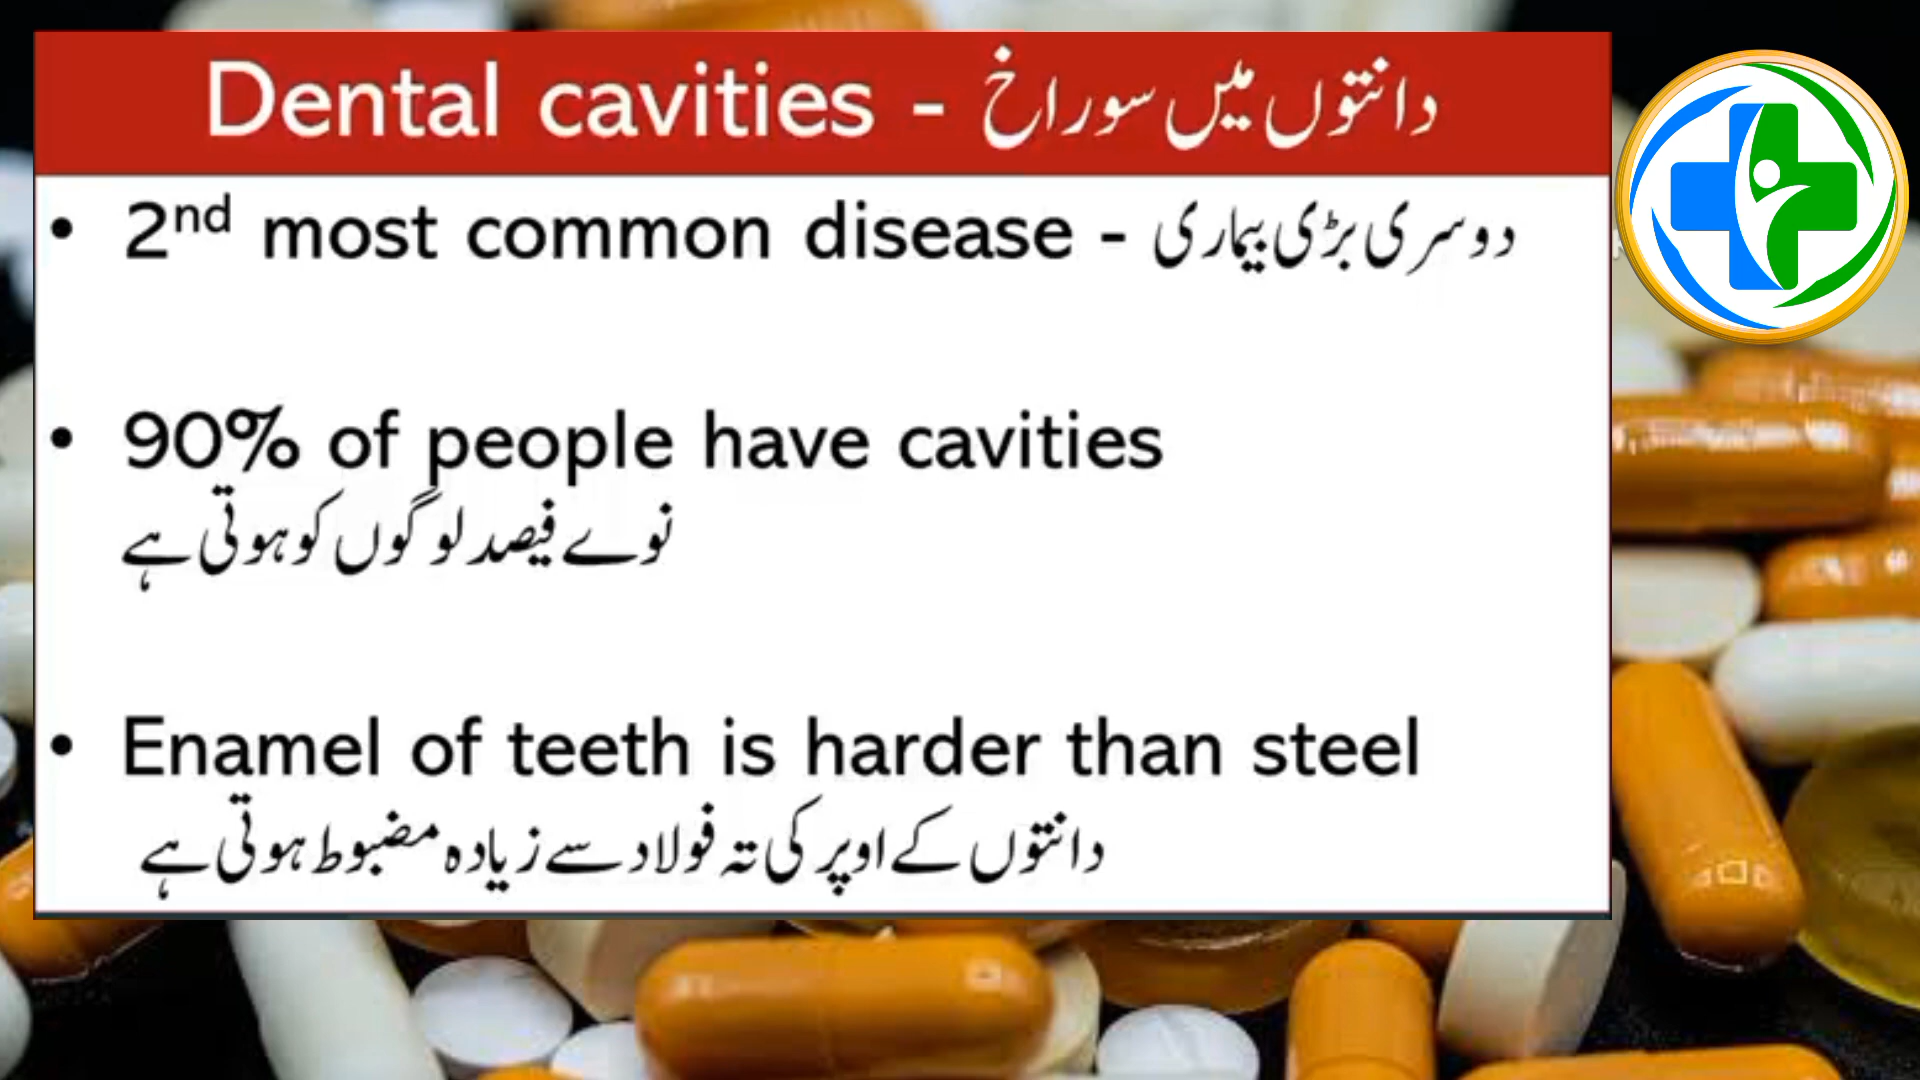 Dental cavities - دانتوں میں سوراخ
• 2nd most common disease - دوسری بڑی بیماری
• 90% of people have cavities
نوے فیصد لوگوں کو ہوتی ہے
• Enamel of teeth is harder than steel
دانتوں کے اوپر کی تہ فولاد سے زیادہ مضبوط ہوتی ہے